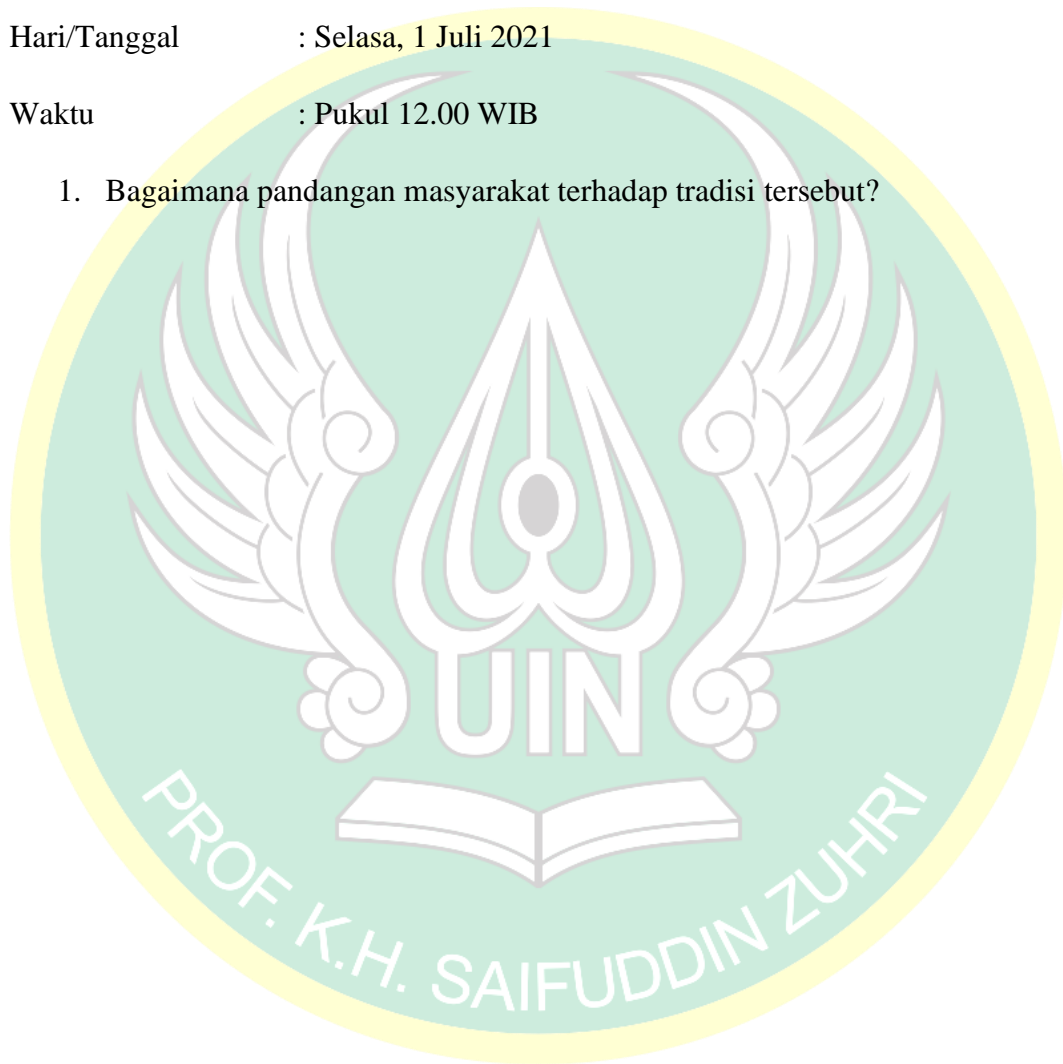 Hari/Tanggal : Selasa, 1 Juli 2021
Waktu : Pukul 12.00 WIB
1. Bagaimana pandangan masyarakat terhadap tradisi tersebut?
UIN
PROF. K.H. SAIFUDDIN ZUHRI